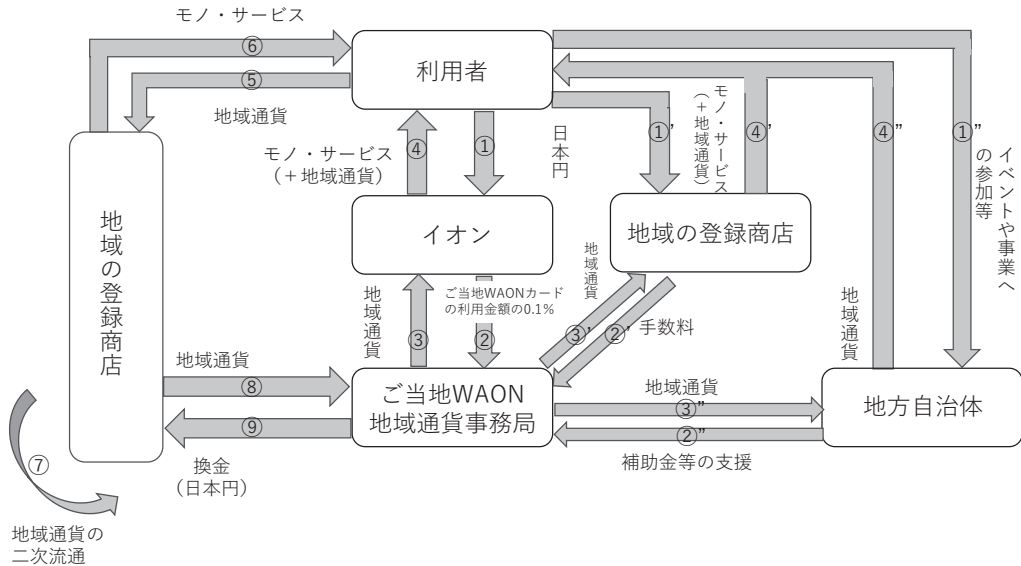 モノ・サービス
⑥
⑤
地域通貨
利用者
モノ・サービス
（＋地域通貨）
④
①
日本円
①’
モノ・サービス
（＋地域通貨）
④’
④”
①”
イベントや事業へ
の参加等
地域の登録商店
イオン
地域の登録商店
地域通貨
③
ご当地WAONカード
の利用金額の0.1%
②
地域通貨
③’
②’
手数料
地域通貨
地域通貨
⑧
⑨
換金
（日本円）
ご当地WAON
地域通貨事務局
地域通貨
③”
②”
補助金等の支援
地方自治体
⑦
地域通貨の
二次流通